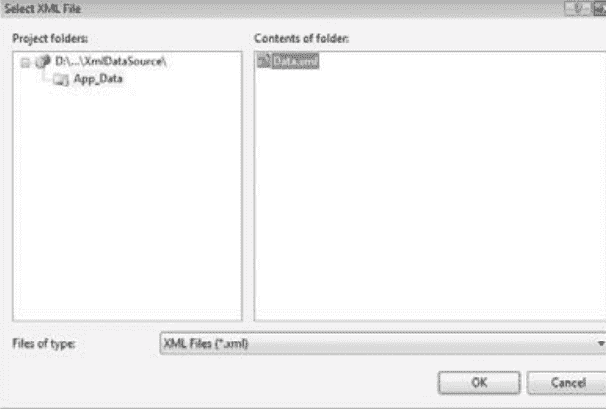 Select XML File
Project folders: Contents of folder:
D:\...\XmlDataSource\ Data.xml
App_Data
Files of type: XML Files (*.xml)
OK Cancel